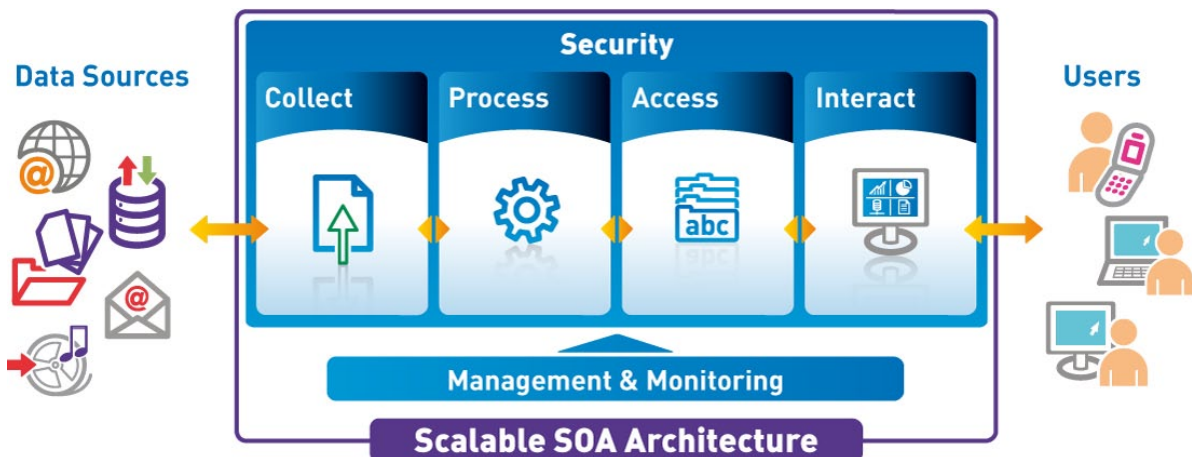 Security
Data Sources
Users
Collect
Process
Access
Interact
@
@
abc
Management & Monitoring
Scalable SOA Architecture